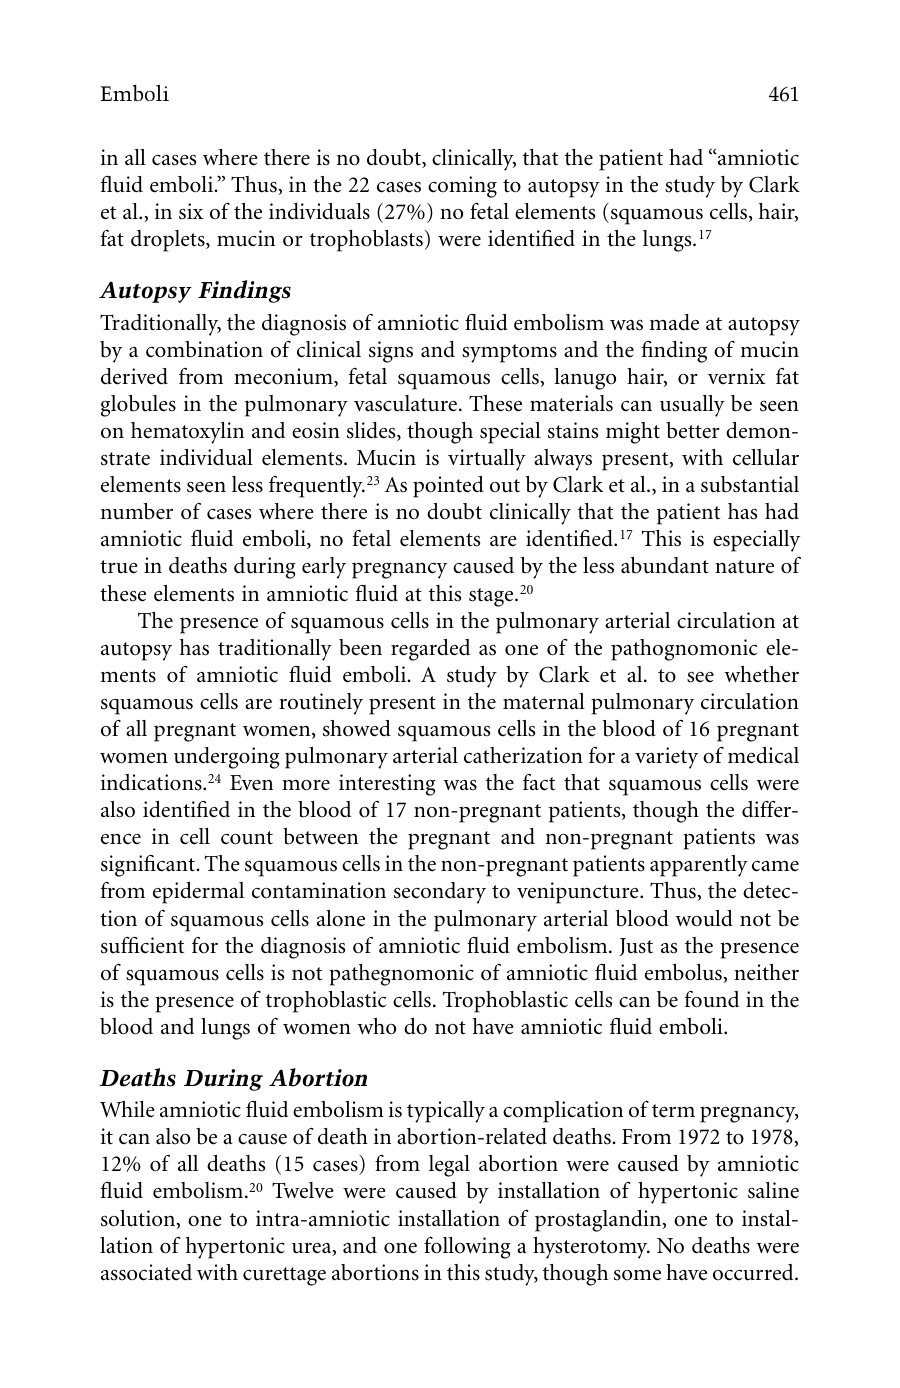 Emboli 461
in all cases where there is no doubt, clinically, that the patient had “amniotic
fluid emboli.” Thus, in the 22 cases coming to autopsy in the study by Clark
et al., in six of the individuals (27%) no fetal elements (squamous cells, hair,
fat droplets, mucin or trophoblasts) were identified in the lungs.17
Autopsy Findings
Traditionally, the diagnosis of amniotic fluid embolism was made at autopsy
by a combination of clinical signs and symptoms and the finding of mucin
derived from meconium, fetal squamous cells, lanugo hair, or vernix fat
globules in the pulmonary vasculature. These materials can usually be seen
on hematoxylin and eosin slides, though special stains might better demon-
strate individual elements. Mucin is virtually always present, with cellular
elements seen less frequently.23 As pointed out by Clark et al., in a substantial
number of cases where there is no doubt clinically that the patient has had
amniotic fluid emboli, no fetal elements are identified.17 This is especially
true in deaths during early pregnancy caused by the less abundant nature of
these elements in amniotic fluid at this stage.20
The presence of squamous cells in the pulmonary arterial circulation at
autopsy has traditionally been regarded as one of the pathognomonic ele-
ments of amniotic fluid emboli. A study by Clark et al. to see whether
squamous cells are routinely present in the maternal pulmonary circulation
of all pregnant women, showed squamous cells in the blood of 16 pregnant
women undergoing pulmonary arterial catherization for a variety of medical
indications.24 Even more interesting was the fact that squamous cells were
also identified in the blood of 17 non-pregnant patients, though the differ-
ence in cell count between the pregnant and non-pregnant patients was
significant. The squamous cells in the non-pregnant patients apparently came
from epidermal contamination secondary to venipuncture. Thus, the detec-
tion of squamous cells alone in the pulmonary arterial blood would not be
sufficient for the diagnosis of amniotic fluid embolism. Just as the presence
of squamous cells is not pathegnomonic of amniotic fluid embolus, neither
is the presence of trophoblastic cells. Trophoblastic cells can be found in the
blood and lungs of women who do not have amniotic fluid emboli.
Deaths During Abortion
While amniotic fluid embolism is typically a complication of term pregnancy,
it can also be a cause of death in abortion-related deaths. From 1972 to 1978,
12% of all deaths (15 cases) from legal abortion were caused by amniotic
fluid embolism.20 Twelve were caused by installation of hypertonic saline
solution, one to intra-amniotic installation of prostaglandin, one to instal-
lation of hypertonic urea, and one following a hysterotomy. No deaths were
associated with curettage abortions in this study, though some have occurred.